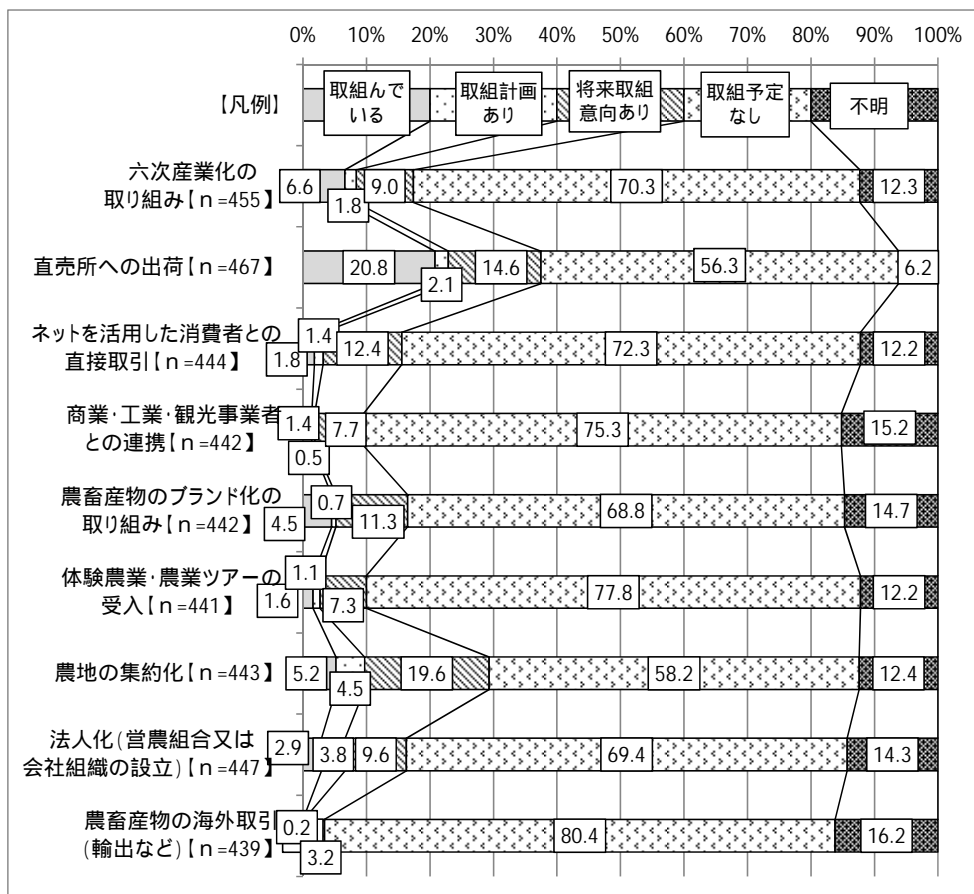 0% 10% 20% 30% 40% 50% 60% 70% 80% 90% 100%
【凡例】
取組んで
いる
取組計画
あり
将来取組
意向あり
取組予定
なし
不明
六次産業化の
取り組み【n=455】
6.6 1.8 9.0 70.3 12.3
直売所への出荷【n=467】
20.8 2.1 14.6 56.3 6.2
ネットを活用した消費者との
直接取引【n=444】
1.8 1.4 12.4 72.3 12.2
商業・工業・観光事業者
との連携【n=442】
1.4 0.5 7.7 75.3 15.2
農畜産物のブランド化の
取り組み【n=442】
4.5 0.7 11.3 68.8 14.7
体験農業・農業ツアーの
受入【n=441】
1.6 1.1 7.3 77.8 12.2
農地の集約化【n=443】
5.2 4.5 19.6 58.2 12.4
法人化(営農組合又は
会社組織の設立)【n=447】
2.9 3.8 9.6 69.4 14.3
農畜産物の海外取引
(輸出など)【n=439】
0.2 3.2 80.4 16.2